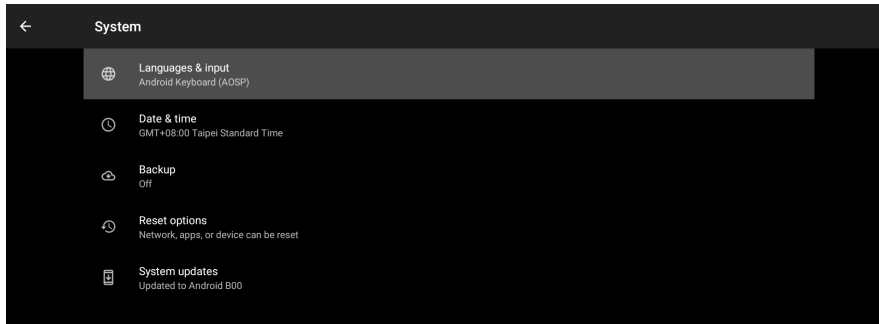 System
Languages & input
Android Keyboard (AOSP)
Date & time
GMT+08:00 Taipei Standard Time
Backup
Off
Reset options
Network, apps, or device can be reset
System updates
Updated to Android B00